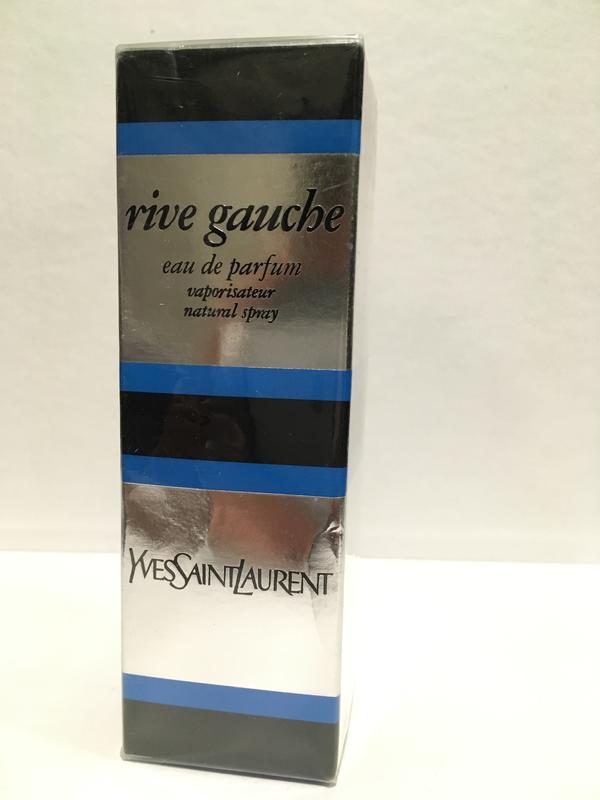 rive gauche
eau de parfum
vaporisateur
natural spray
YVESSAINTLAURENT